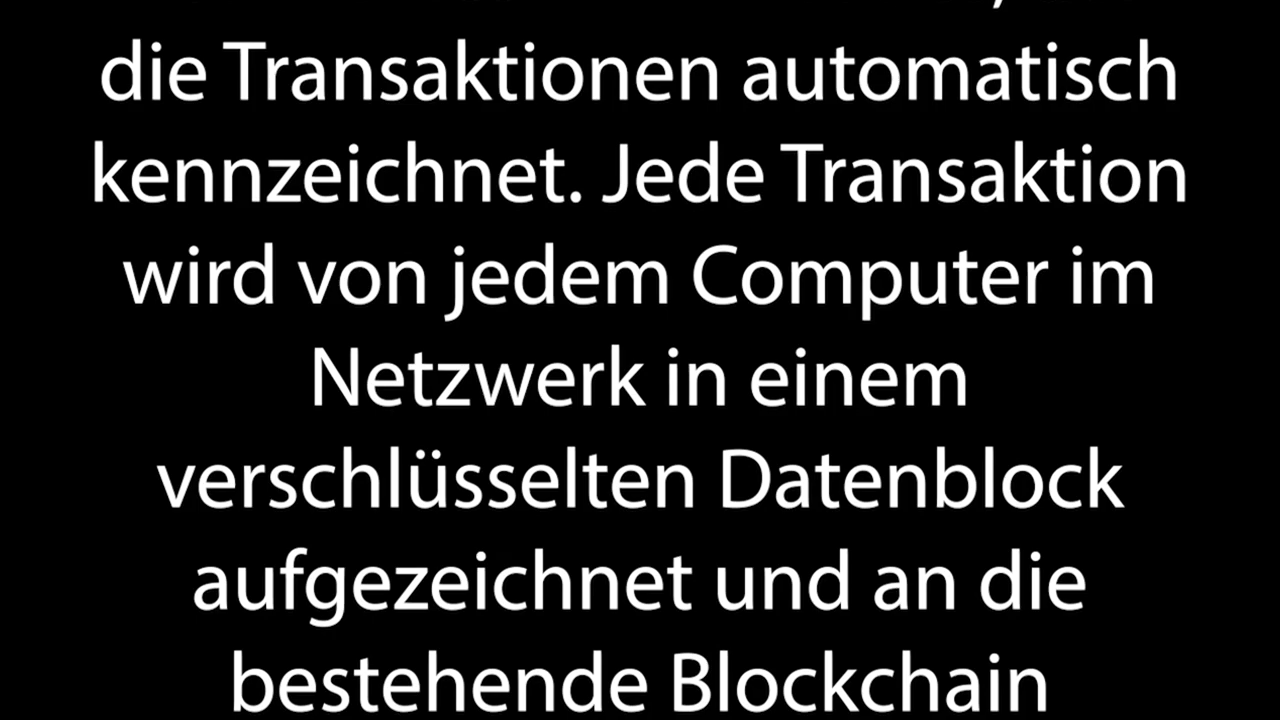 die Transaktionen automatisch
kennzeichnet. Jede Transaktion
wird von jedem Computer im
Netzwerk in einem
verschlüsselten Datenblock
aufgezeichnet und an die
bestehende Blockchain